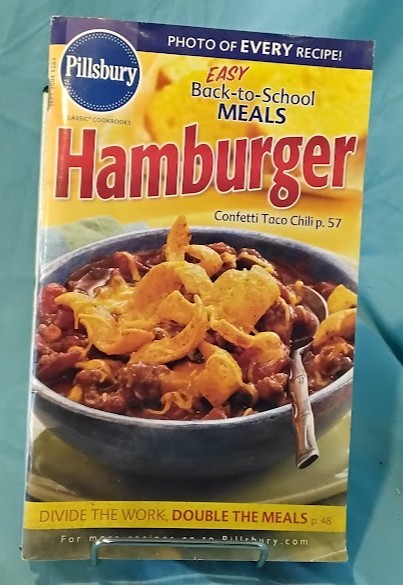 PHOTO OF EVERY RECIPE!
Pillsbury
CLASSIC® COOKBOOKS
EASY
Back-to-School
MEALS
Hamburger
Confetti Taco Chili p. 57
DIVIDE THE WORK, DOUBLE THE MEALS p. 48
For more recipes go to Pillsbury.com